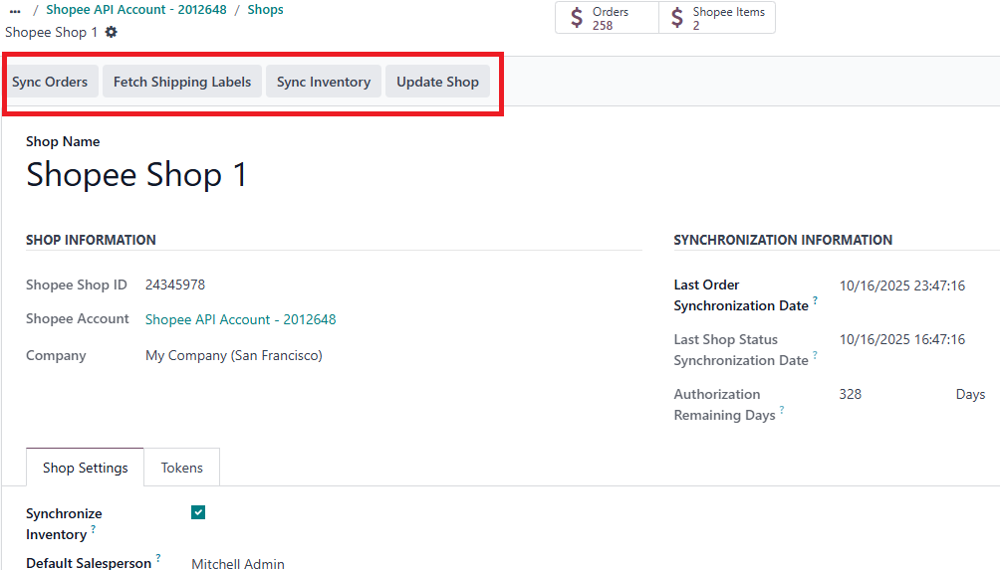 ... / Shopee API Account - 2012648 / Shops
Shopee Shop 1
Orders
258
Shopee Items
2
Sync Orders Fetch Shipping Labels Sync Inventory Update Shop
Shop Name
Shopee Shop 1
SHOP INFORMATION
Shopee Shop ID 24345978
Shopee Account Shopee API Account - 2012648
Company My Company (San Francisco)
SYNCHRONIZATION INFORMATION
Last Order 10/16/2025 23:47:16
Synchronization Date ?
Last Shop Status 10/16/2025 16:47:16
Synchronization Date ?
Authorization 328 Days
Remaining Days ?
Shop Settings Tokens
Synchronize
Inventory ?
Default Salesperson ? Mitchell Admin